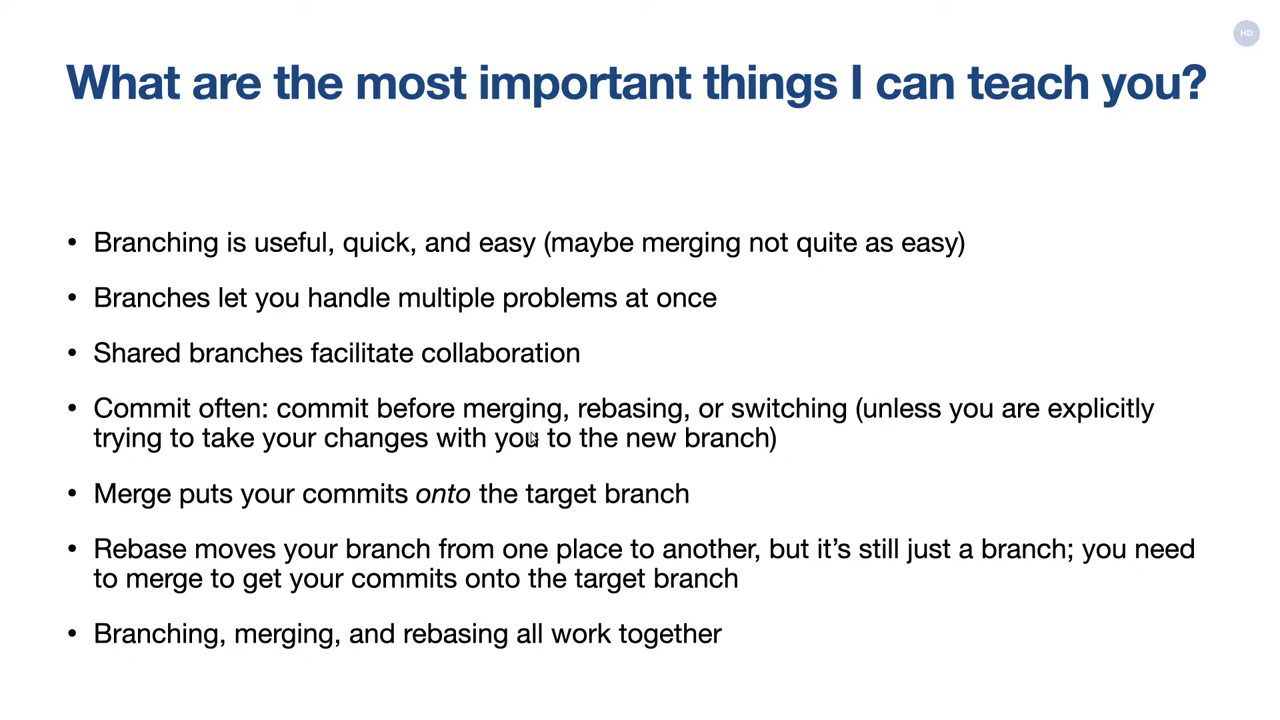 HD
What are the most important things I can teach you?
• Branching is useful, quick, and easy (maybe merging not quite as easy)
• Branches let you handle multiple problems at once
• Shared branches facilitate collaboration
• Commit often: commit before merging, rebasing, or switching (unless you are explicitly
trying to take your changes with you to the new branch)
• Merge puts your commits onto the target branch
• Rebase moves your branch from one place to another, but it’s still just a branch; you need
to merge to get your commits onto the target branch
• Branching, merging, and rebasing all work together